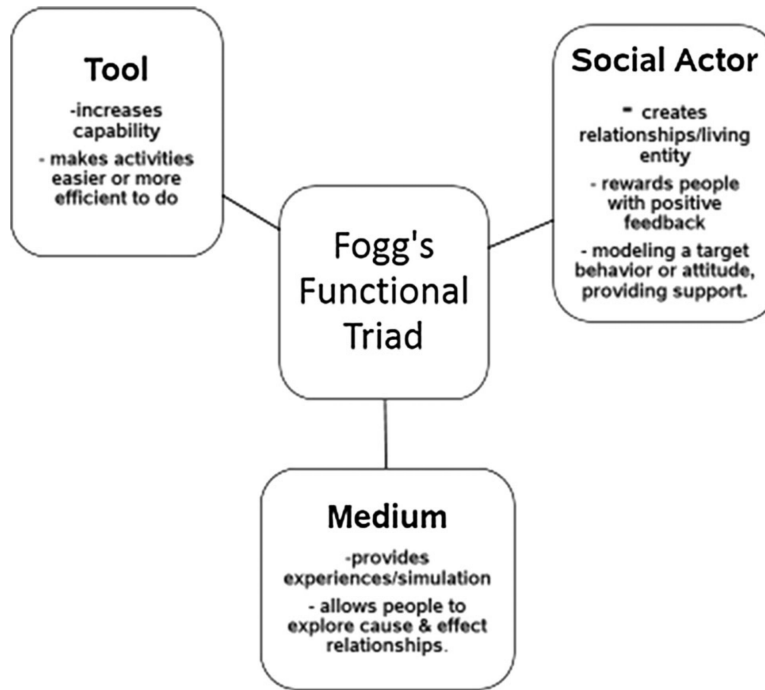 Tool
-increases
capability
- makes activities
easier or more
efficient to do
Social Actor
- creates
relationships/living
entity
- rewards people
with positive
feedback
- modeling a target
behavior or attitude,
providing support.
Fogg's
Functional
Triad
Medium
-provides
experiences/simulation
- allows people to
explore cause & effect
relationships.